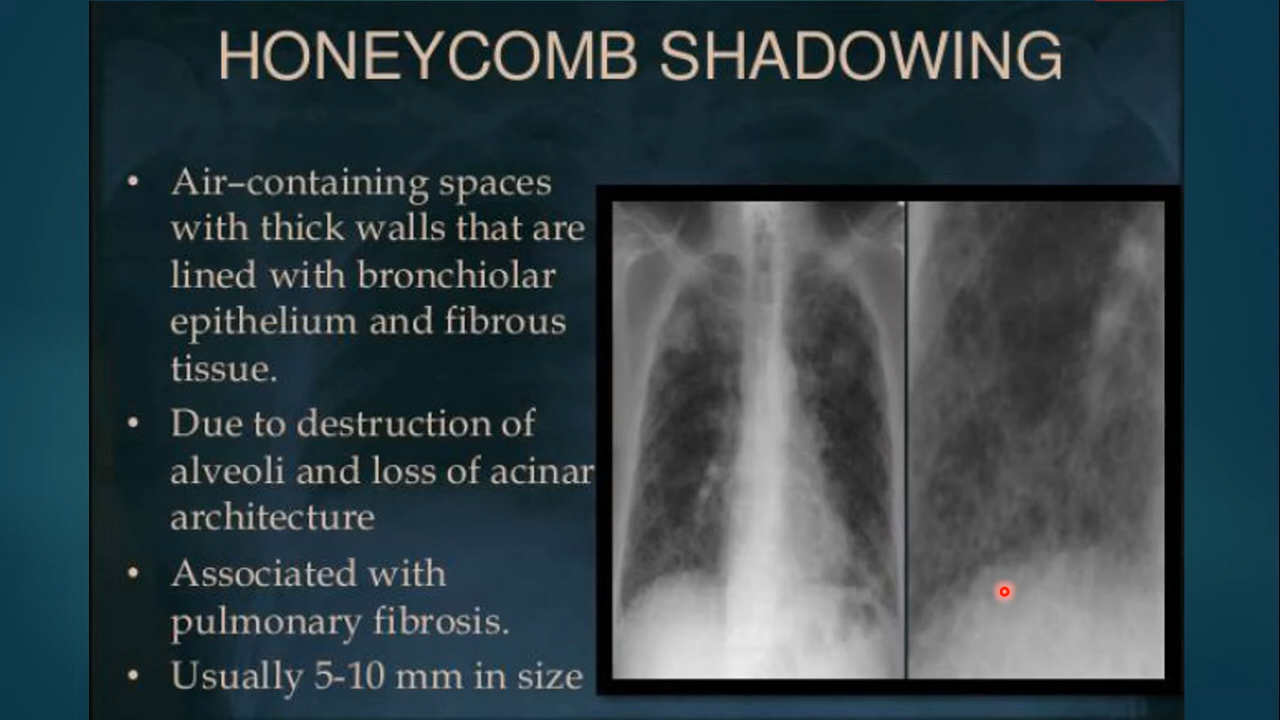 HONEYCOMB SHADOWING
• Air–containing spaces
with thick walls that are
lined with bronchiolar
epithelium and fibrous
tissue.
• Due to destruction of
alveoli and loss of acinar
architecture
• Associated with
pulmonary fibrosis.
• Usually 5-10 mm in size